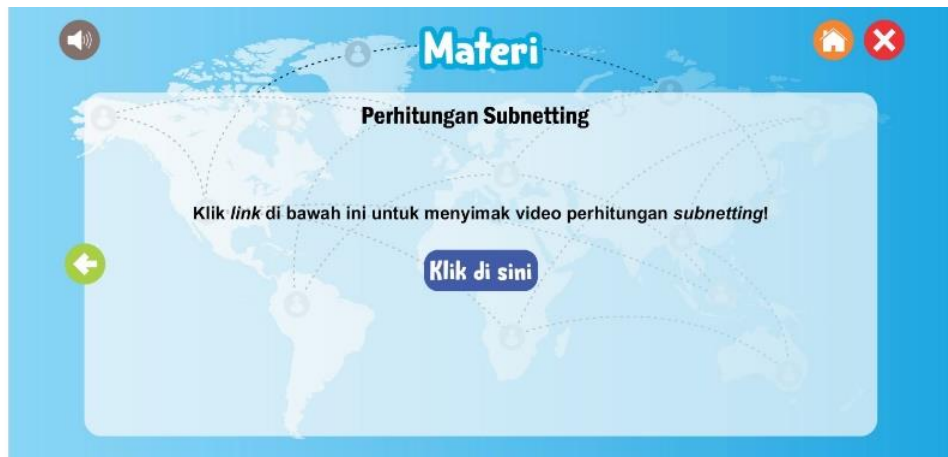 Materi
Perhitungan Subnetting
Klik link di bawah ini untuk menyimak video perhitungan subnetting!
Klik di sini